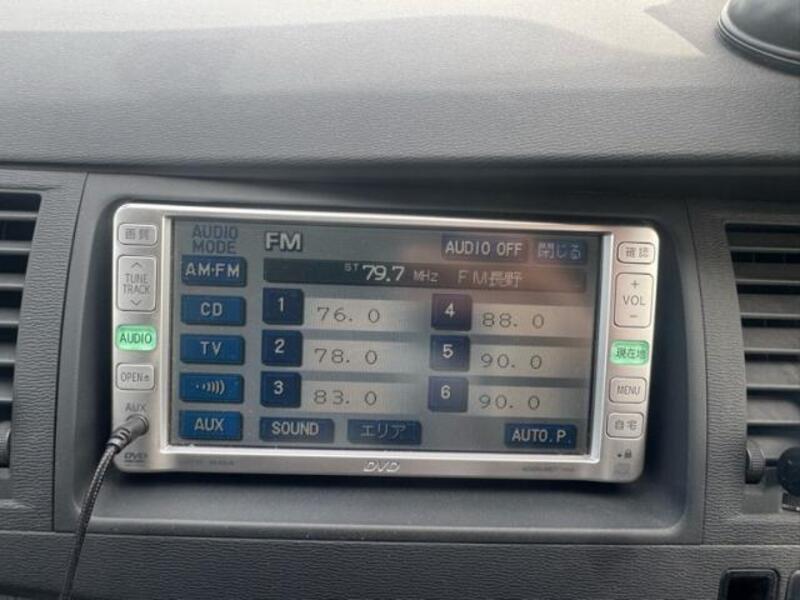 画質
AUDIO MODE
FM
AUDIO OFF
閉じる
確認
TUNE TRACK
AM·FM
ST 79.7 MHz FM長野
+ VOL −
CD
1 76. 0
4 88. 0
AUDIO
TV
2 78. 0
5 90. 0
現在地
OPEN
3 83. 0
6 90. 0
MENU
AUX
AUX
SOUND
エリア
AUTO.P.
自宅
DVD
DVD